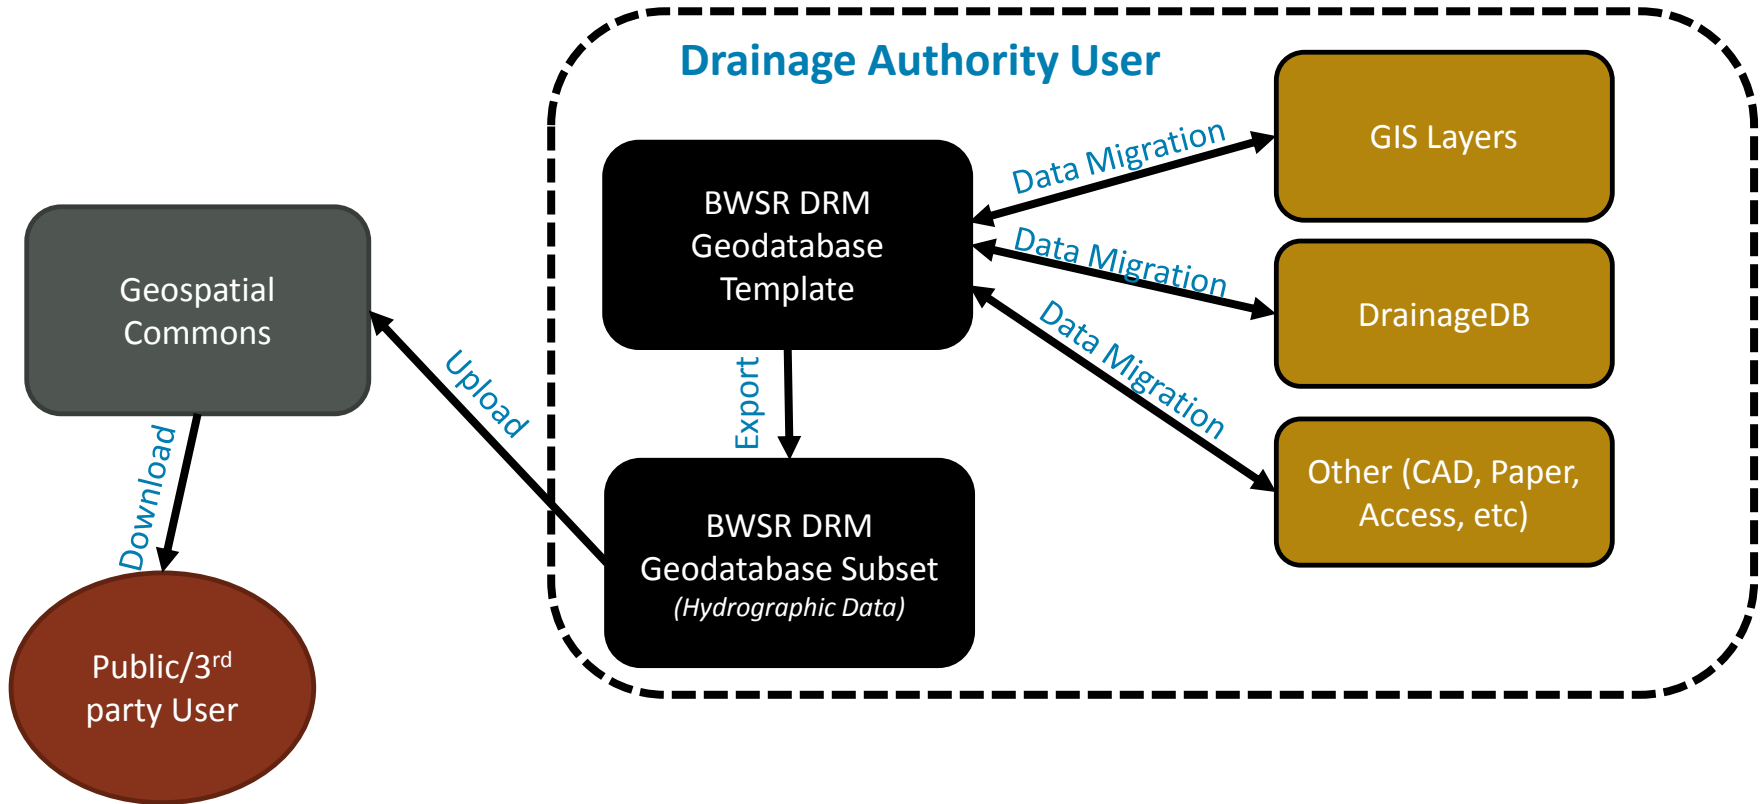 Drainage Authority User
GIS Layers
Data Migration
BWSR DRM
Geodatabase
Template
Data Migration
DrainageDB
Data Migration
Other (CAD, Paper,
Access, etc)
Export
BWSR DRM
Geodatabase Subset
(Hydrographic Data)
Upload
Geospatial
Commons
Download
Public/3rd
party User